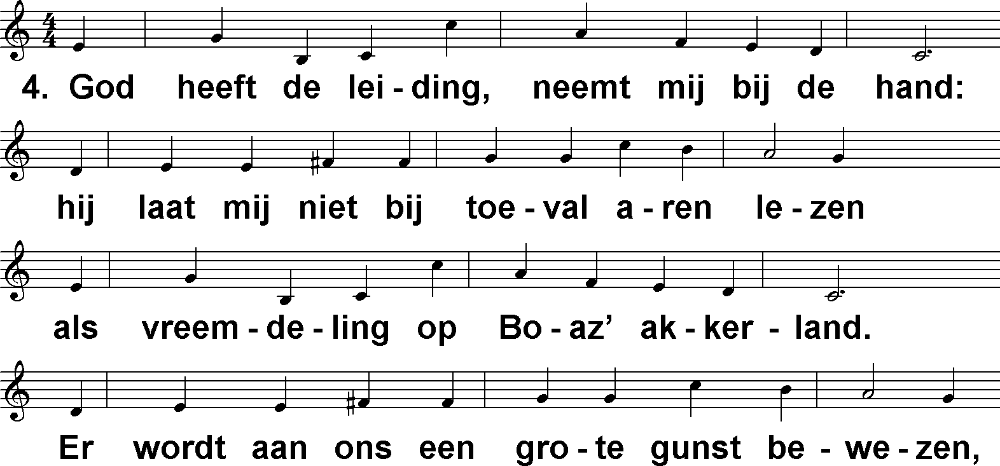 4. God heeft de lei - ding, neemt mij bij de hand:
hij laat mij niet bij toe - val a - ren le - zen
als vreem - de - ling op Bo - az’ ak - ker - land.
Er wordt aan ons een gro - te gunst be - we - zen,